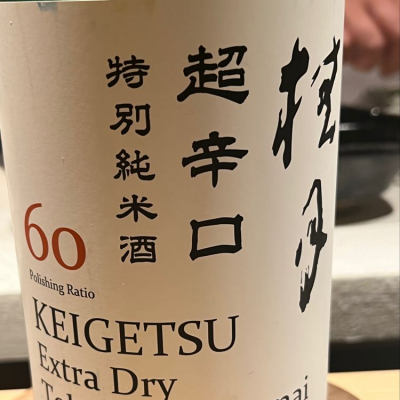 桂月
超辛口
特別純米酒
60
Polishing Ratio
KEIGETSU
Extra Dry